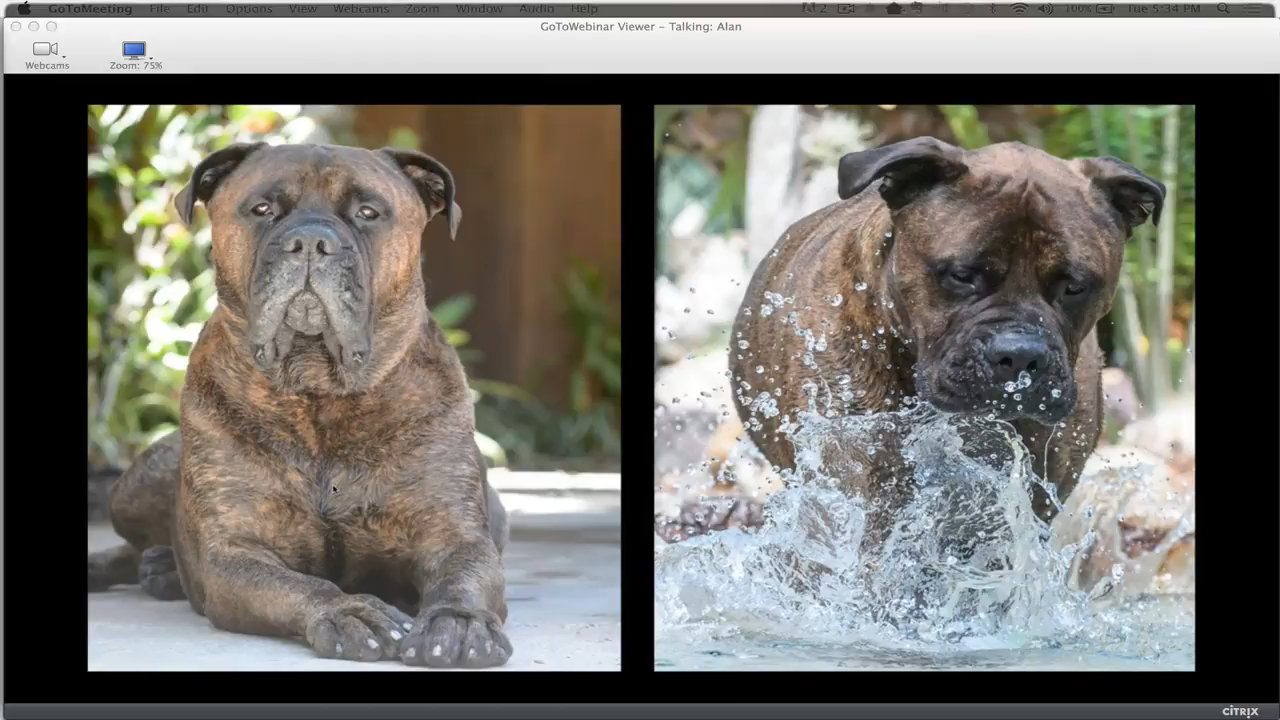 GoToMeeting File Edit Options View Webcams Zoom Window Audio Help 100% Tue 5:34 PM
GoToWebinar Viewer - Talking: Alan
Webcams Zoom: 75%
CITRIX